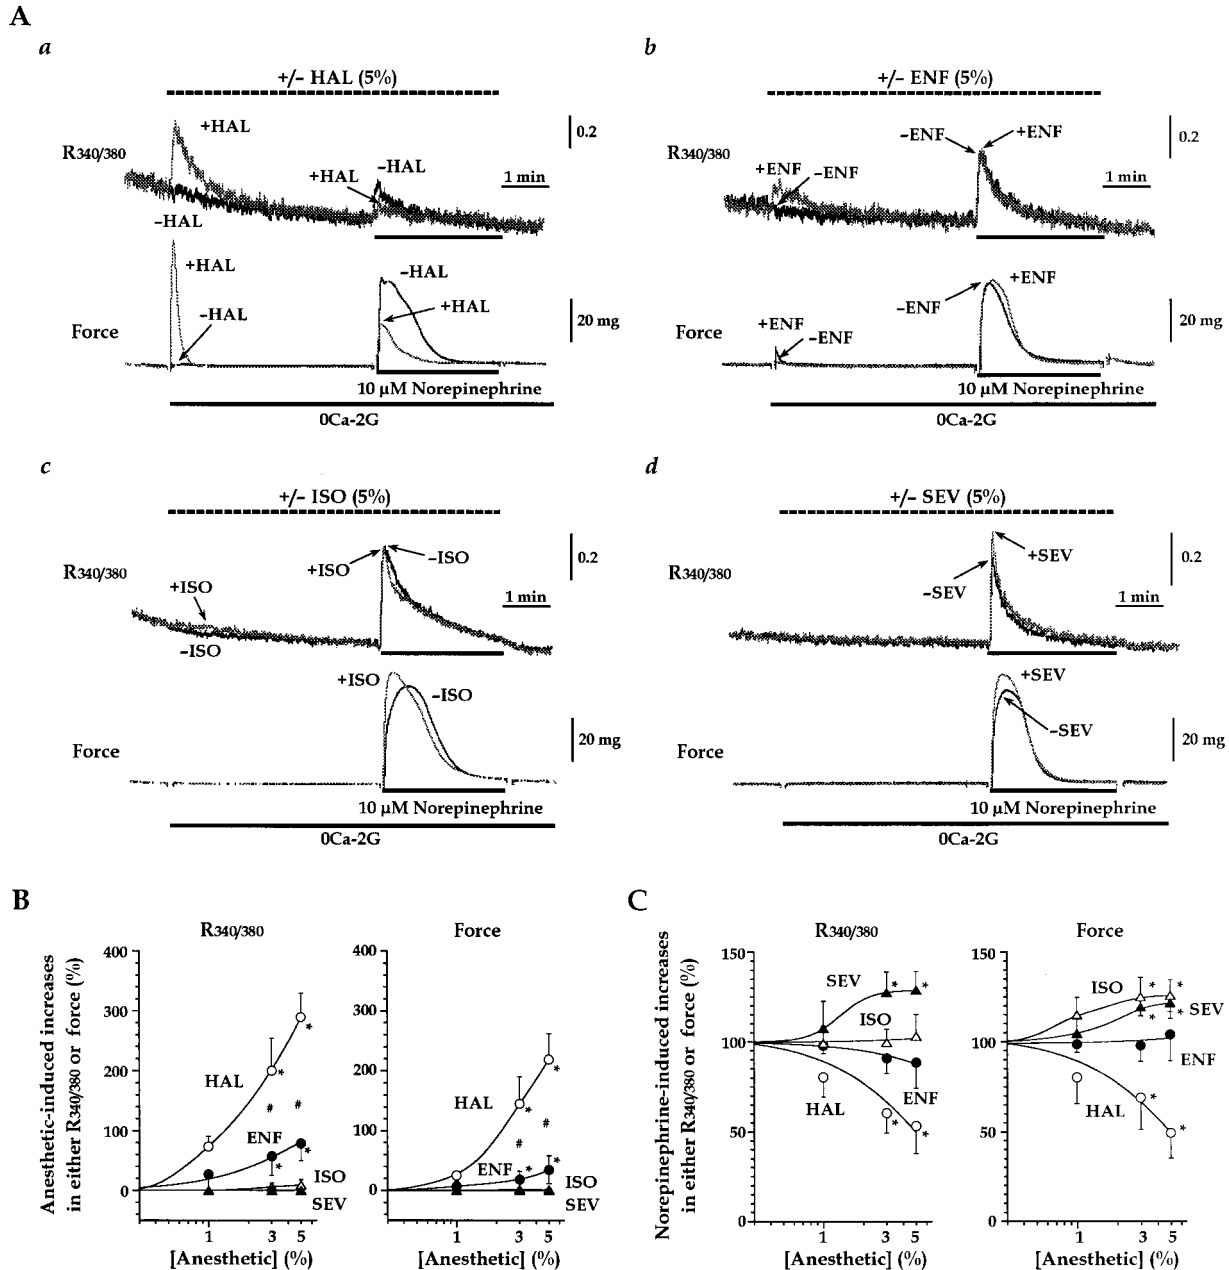 A
a
+/– HAL (5%)
+HAL
0.2
R340/380
–HAL
+HAL
1 min
–HAL
+HAL
–HAL
+HAL
–HAL
20 mg
Force
10 µM Norepinephrine
0Ca-2G
b
+/– ENF (5%)
+ENF
0.2
–ENF
R340/380
+ENF
–ENF
1 min
+ENF
–ENF
20 mg
+ENF
Force
–ENF
10 µM Norepinephrine
0Ca-2G
c
+/– ISO (5%)
–ISO
0.2
R340/380
+ISO
+ISO
1 min
–ISO
+ISO
–ISO
20 mg
Force
10 µM Norepinephrine
0Ca-2G
d
+/– SEV (5%)
+SEV
0.2
R340/380
–SEV
1 min
+SEV
–SEV
20 mg
Force
10 µM Norepinephrine
0Ca-2G
B
Anesthetic-induced increases
in either R340/380 or force (%)
R340/380
400
300
200
100
0
HAL
*
*
#
#
ENF
*
*
ISO
SEV
1
3
5
[Anesthetic] (%)
Force
400
300
200
100
0
HAL
*
*
#
#
ENF
*
*
ISO
SEV
1
3
5
[Anesthetic] (%)
C
Norepinephrine-induced increases
in either R340/380 or force (%)
R340/380
150
100
50
0
SEV
*
*
ISO
ENF
HAL
*
*
1
3
5
[Anesthetic] (%)
Force
150
100
50
0
ISO
*
*
SEV
*
*
ENF
HAL
*
*
1
3
5
[Anesthetic] (%)